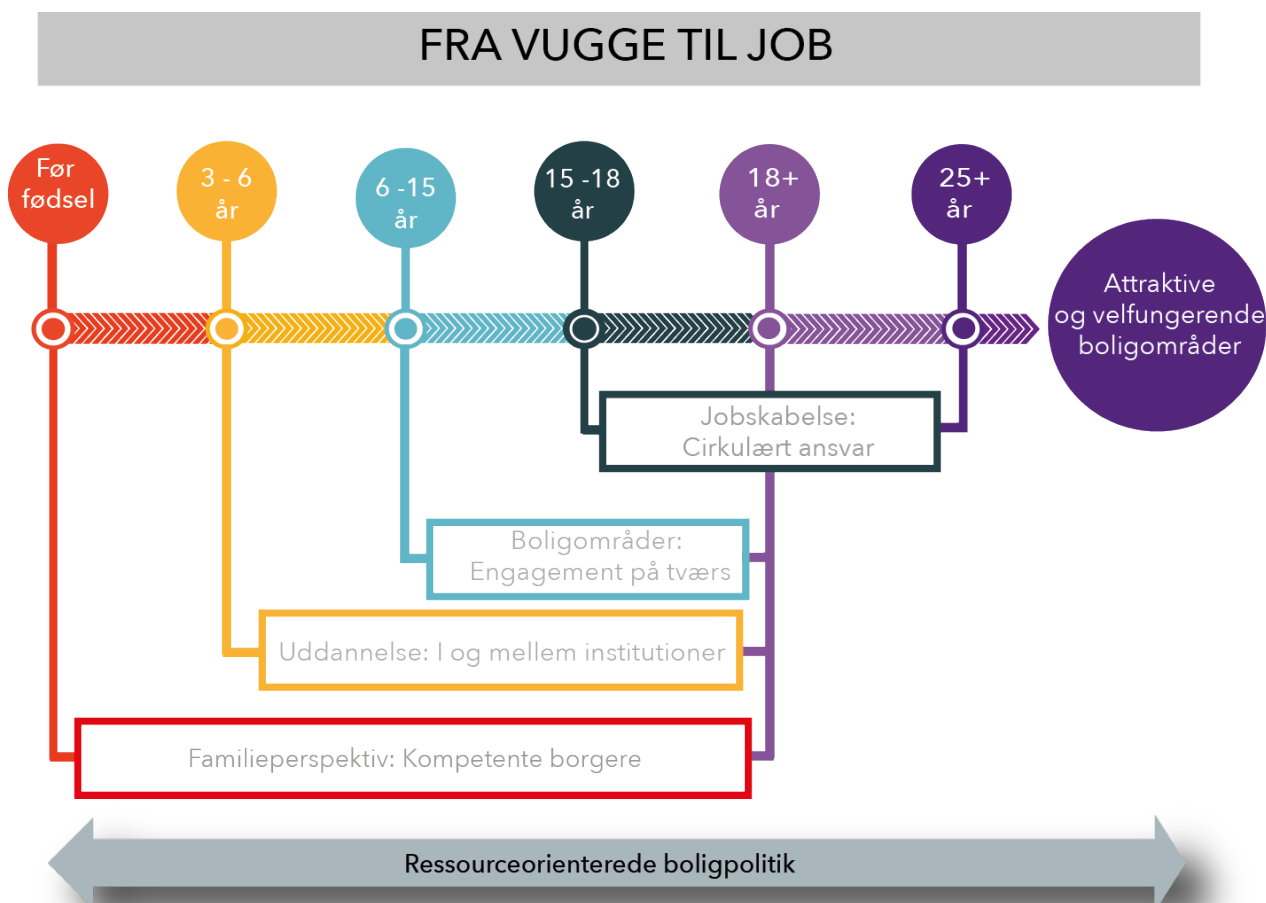 FRA VUGGE TIL JOB
Før
fødsel
3 - 6
år
6 -15
år
15 -18
år
18+
år
25+
år
Attraktive
og velfungerende
boligområder
Jobskabelse:
Cirkulært ansvar
Boligområder:
Engagement på tværs
Uddannelse: I og mellem institutioner
Familieperspektiv: Kompetente borgere
Ressourceorienterede boligpolitik